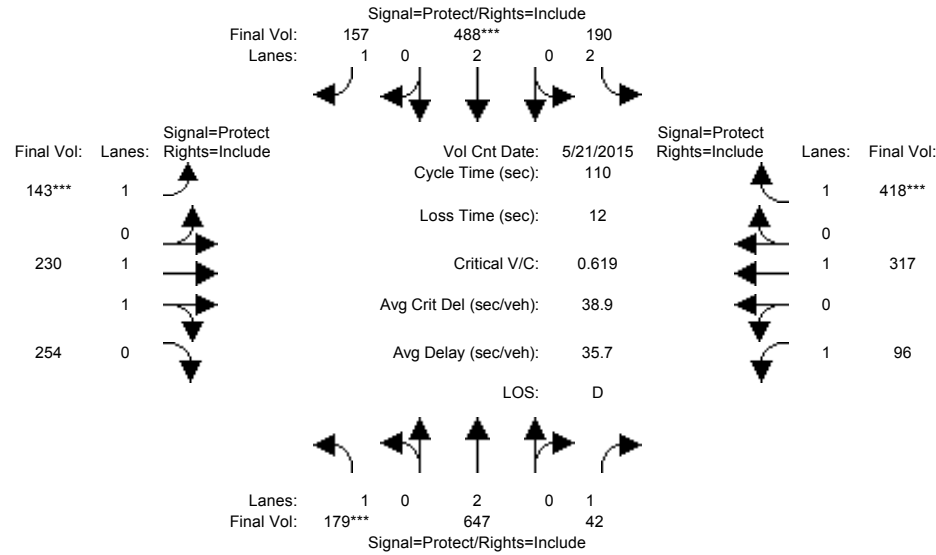 Signal=Protect/Rights=Include
Final Vol: 157 488*** 190
Lanes: 1 0 2 0 2
Signal=Protect
Final Vol: Lanes: Rights=Include
Vol Cnt Date: 5/21/2015
Signal=Protect
Rights=Include Lanes: Final Vol:
Cycle Time (sec): 110
143*** 1
1 418***
Loss Time (sec): 12
0
0
230 1
Critical V/C: 0.619
1 317
1
Avg Crit Del (sec/veh): 38.9
0
254 0
Avg Delay (sec/veh): 35.7
1 96
LOS: D
Lanes: 1 0 2 0 1
Final Vol: 179*** 647 42
Signal=Protect/Rights=Include